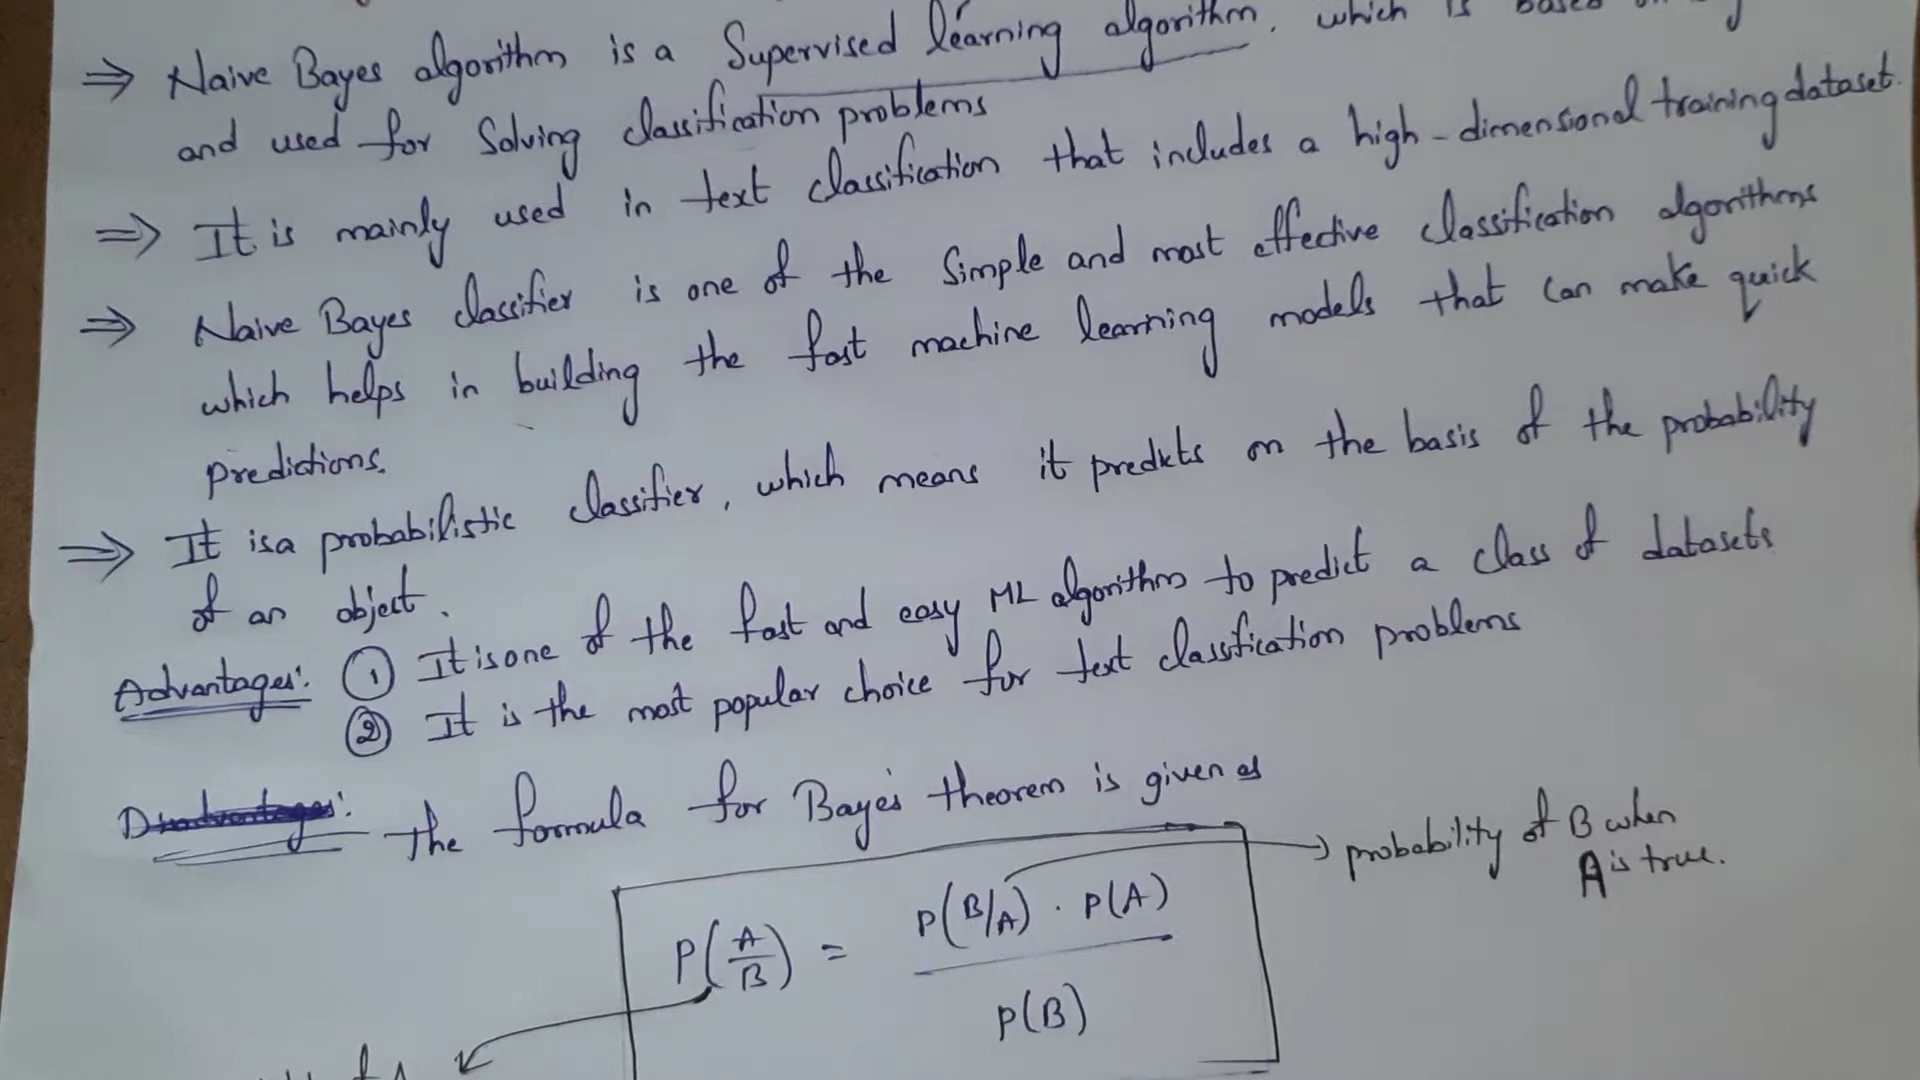 ⇒ Naive Bayes algorithm is a Supervised learning algorithm, which is based
and used for Solving classification problems
⇒ It is mainly used in text classification that includes a high-dimensional training dataset.
⇒ Naive Bayes classifier is one of the Simple and most effective classification algorithms
which helps in building the fast machine learning models that can make quick
predictions.
⇒ It is a probabilistic classifier, which means it predicts on the basis of the probability
of an object.
Advantages: ① It is one of the fast and easy ML algorithm to predict a class of datasets
② It is the most popular choice for text classification problems
Disadvantages: The formula for Baye's theorem is given as
P(A/B) = P(B/A) · P(A) / P(B)
→ probability of B when
A is true.